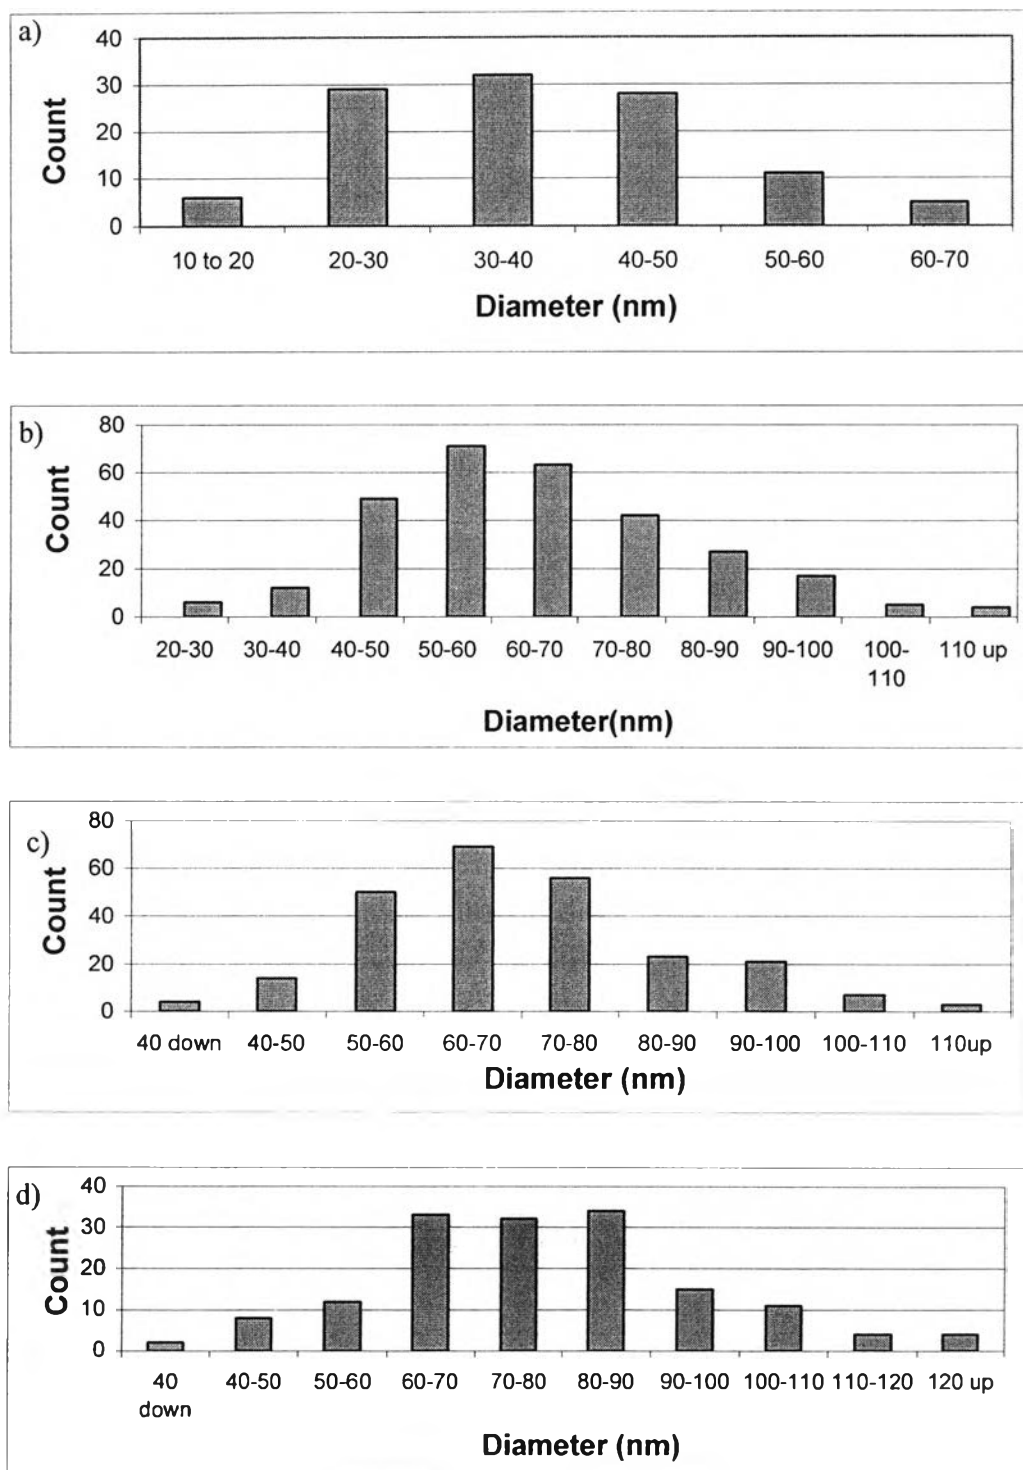 a)
40
30
20
10
0
Count
10 to 20 20-30 30-40 40-50 50-60 60-70
Diameter (nm)
b)
80
60
40
20
0
Count
20-30 30-40 40-50 50-60 60-70 70-80 80-90 90-100 100- 110 up
110
Diameter(nm)
c)
80
60
40
20
0
Count
40 down 40-50 50-60 60-70 70-80 80-90 90-100 100-110 110up
Diameter (nm)
d)
40
30
20
10
0
Count
40 40-50 50-60 60-70 70-80 80-90 90-100 100-110 110-120 120 up
down
Diameter (nm)